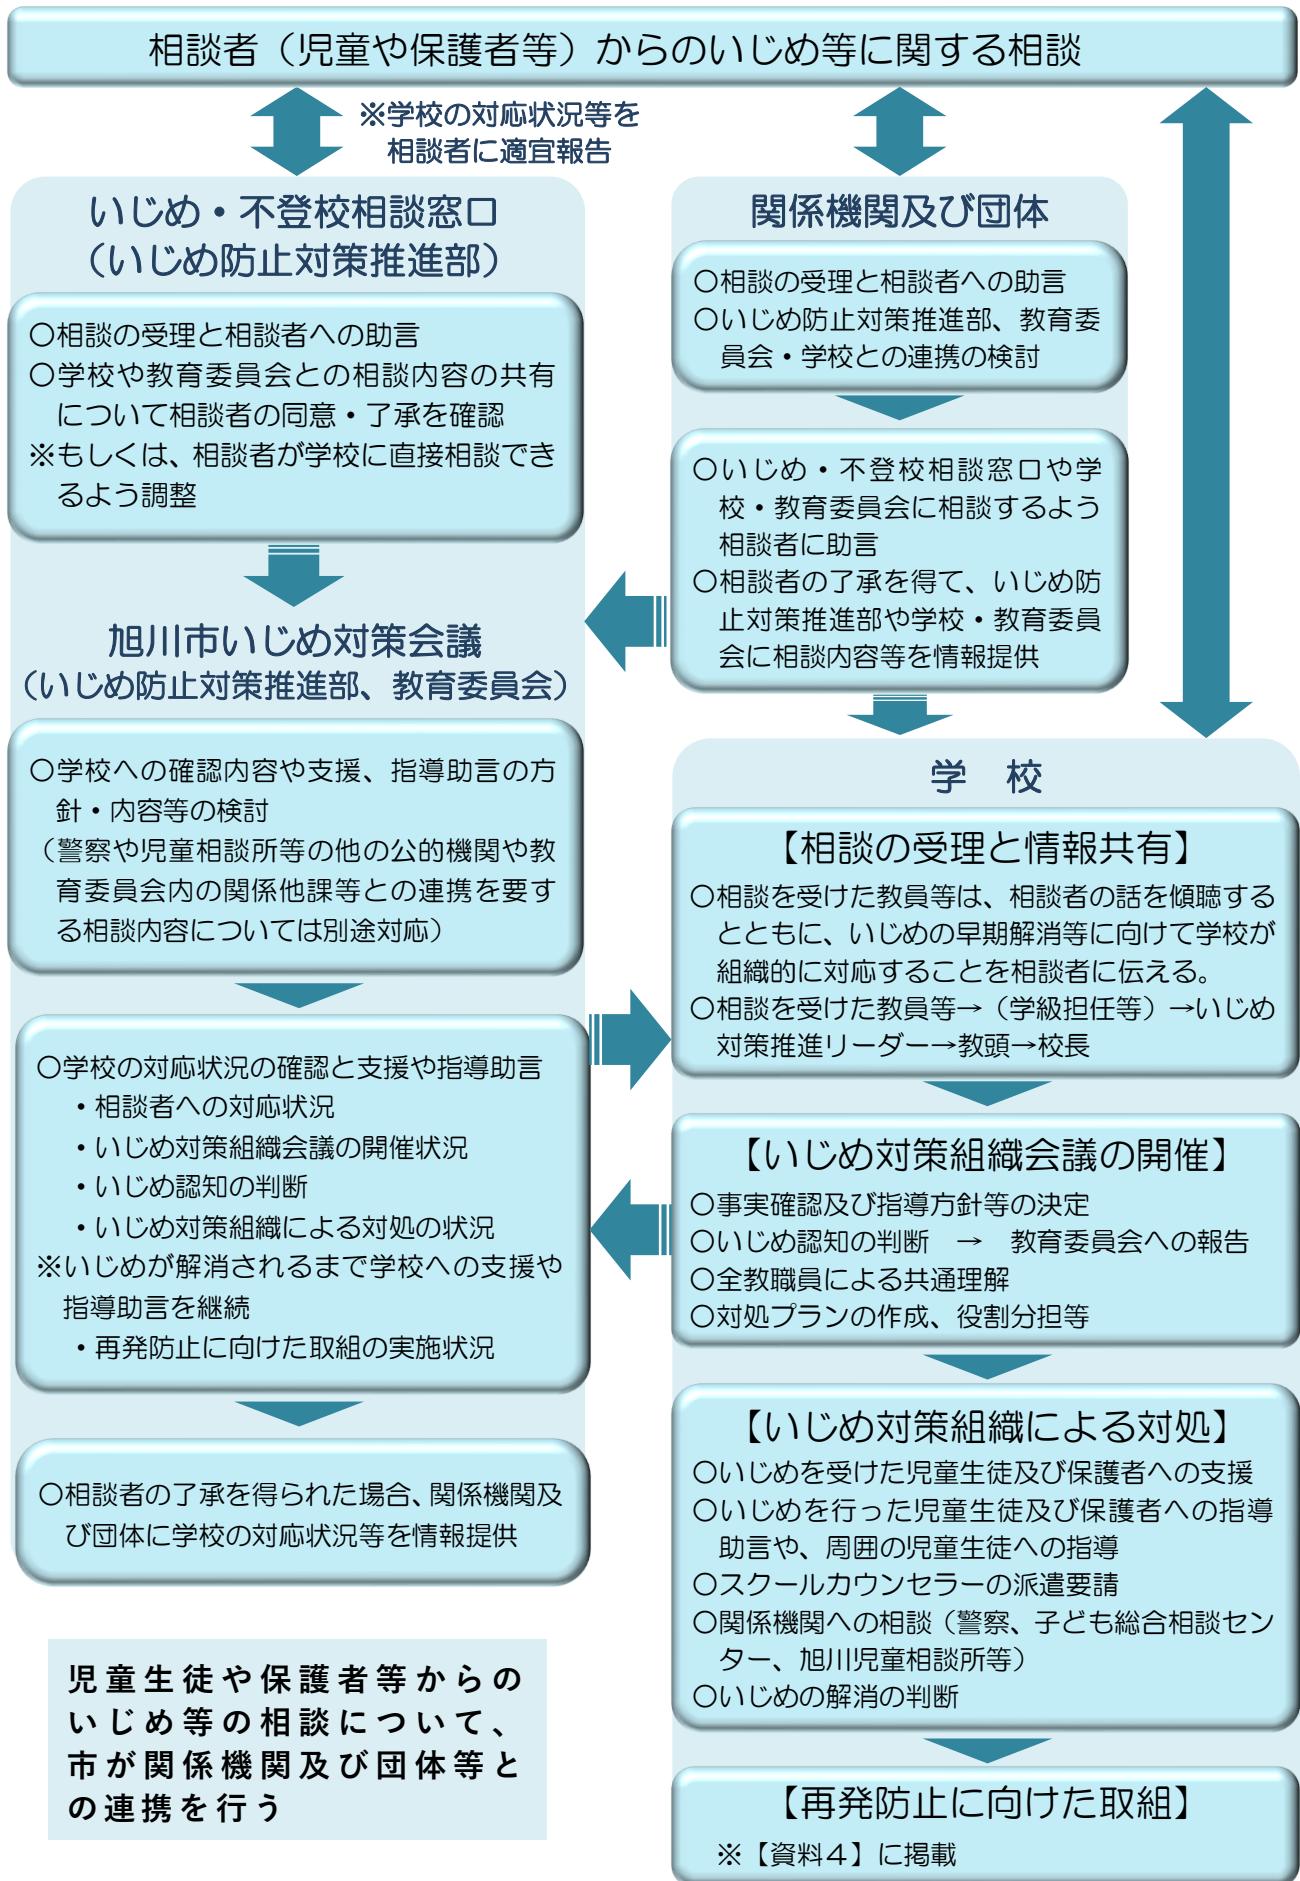 相談者（児童や保護者等）からのいじめ等に関する相談
※学校の対応状況等を
相談者に適宜報告
いじめ・不登校相談窓口
（いじめ防止対策推進部）
○相談の受理と相談者への助言
○学校や教育委員会との相談内容の共有
について相談者の同意・了承を確認
※もしくは、相談者が学校に直接相談でき
るよう調整
旭川市いじめ対策会議
（いじめ防止対策推進部、教育委員会）
○学校への確認内容や支援、指導助言の方
針・内容等の検討
（警察や児童相談所等の他の公的機関や教
育委員会内の関係他課等との連携を要す
る相談内容については別途対応）
○学校の対応状況の確認と支援や指導助言
・相談者への対応状況
・いじめ対策組織会議の開催状況
・いじめ認知の判断
・いじめ対策組織による対処の状況
※いじめが解消されるまで学校への支援や
指導助言を継続
・再発防止に向けた取組の実施状況
○相談者の了承を得られた場合、関係機関及
び団体に学校の対応状況等を情報提供
児童生徒や保護者等からの
いじめ等の相談について、
市が関係機関及び団体等と
の連携を行う
関係機関及び団体
○相談の受理と相談者への助言
○いじめ防止対策推進部、教育委
員会・学校との連携の検討
○いじめ・不登校相談窓口や学
校・教育委員会に相談するよう
相談者に助言
○相談者の了承を得て、いじめ防
止対策推進部や学校・教育委員
会に相談内容等を情報提供
学　校
【相談の受理と情報共有】
○相談を受けた教員等は、相談者の話を傾聴する
とともに、いじめの早期解消等に向けて学校が
組織的に対応することを相談者に伝える。
○相談を受けた教員等→（学級担任等）→いじめ
対策推進リーダー→教頭→校長
【いじめ対策組織会議の開催】
○事実確認及び指導方針等の決定
○いじめ認知の判断　→　教育委員会への報告
○全教職員による共通理解
○対処プランの作成、役割分担等
【いじめ対策組織による対処】
○いじめを受けた児童生徒及び保護者への支援
○いじめを行った児童生徒及び保護者への指導
助言や、周囲の児童生徒への指導
○スクールカウンセラーの派遣要請
○関係機関への相談（警察、子ども総合相談セン
ター、旭川児童相談所等）
○いじめの解消の判断
【再発防止に向けた取組】
※【資料４】に掲載